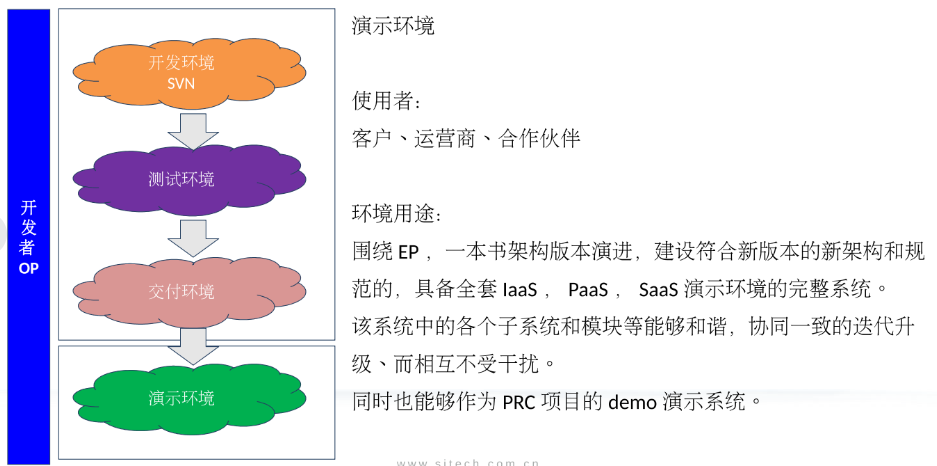 开
发
者
OP
开发环境
SVN
测试环境
交付环境
演示环境
演示环境
使用者:
客户、运营商、合作伙伴
环境用途:
围绕 EP ，一本书架构版本演进，建设符合新版本的新架构和规
范的，具备全套 IaaS ， PaaS ， SaaS 演示环境的完整系统。
该系统中的各个子系统和模块等能够和谐，协同一致的迭代升
级、而相互不受干扰。
同时也能够作为 PRC 项目的 demo 演示系统。
www.sitech.com.cn